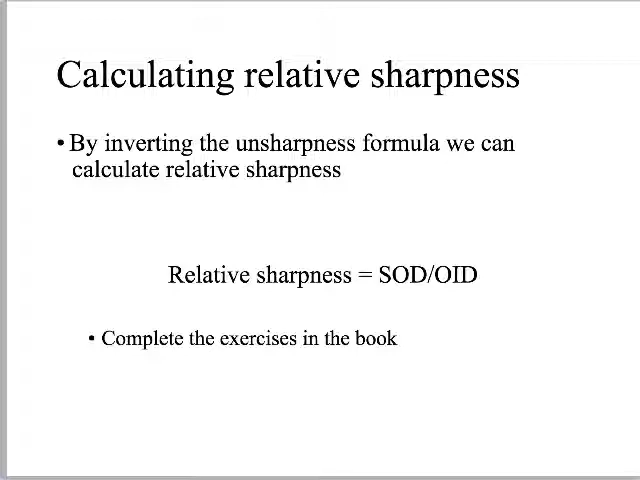 Calculating relative sharpness
• By inverting the unsharpness formula we can
calculate relative sharpness
Relative sharpness = SOD/OID
• Complete the exercises in the book